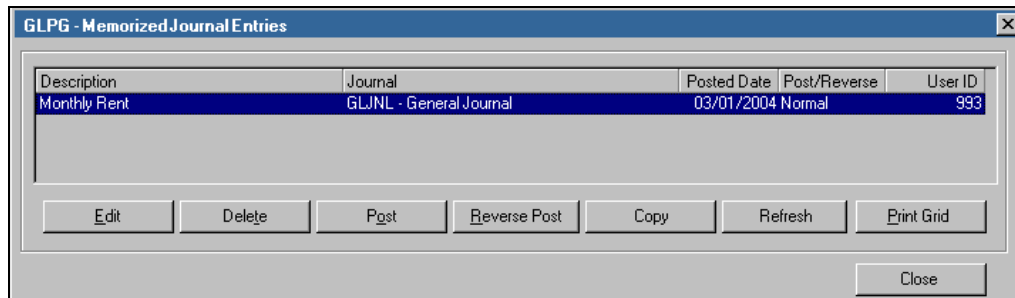 GLPG - Memorized Journal Entries
Description Journal Posted Date Post/Reverse User ID
Monthly Rent GLJNL - General Journal 03/01/2004 Normal 993
Edit Delete Post Reverse Post Copy Refresh Print Grid
Close